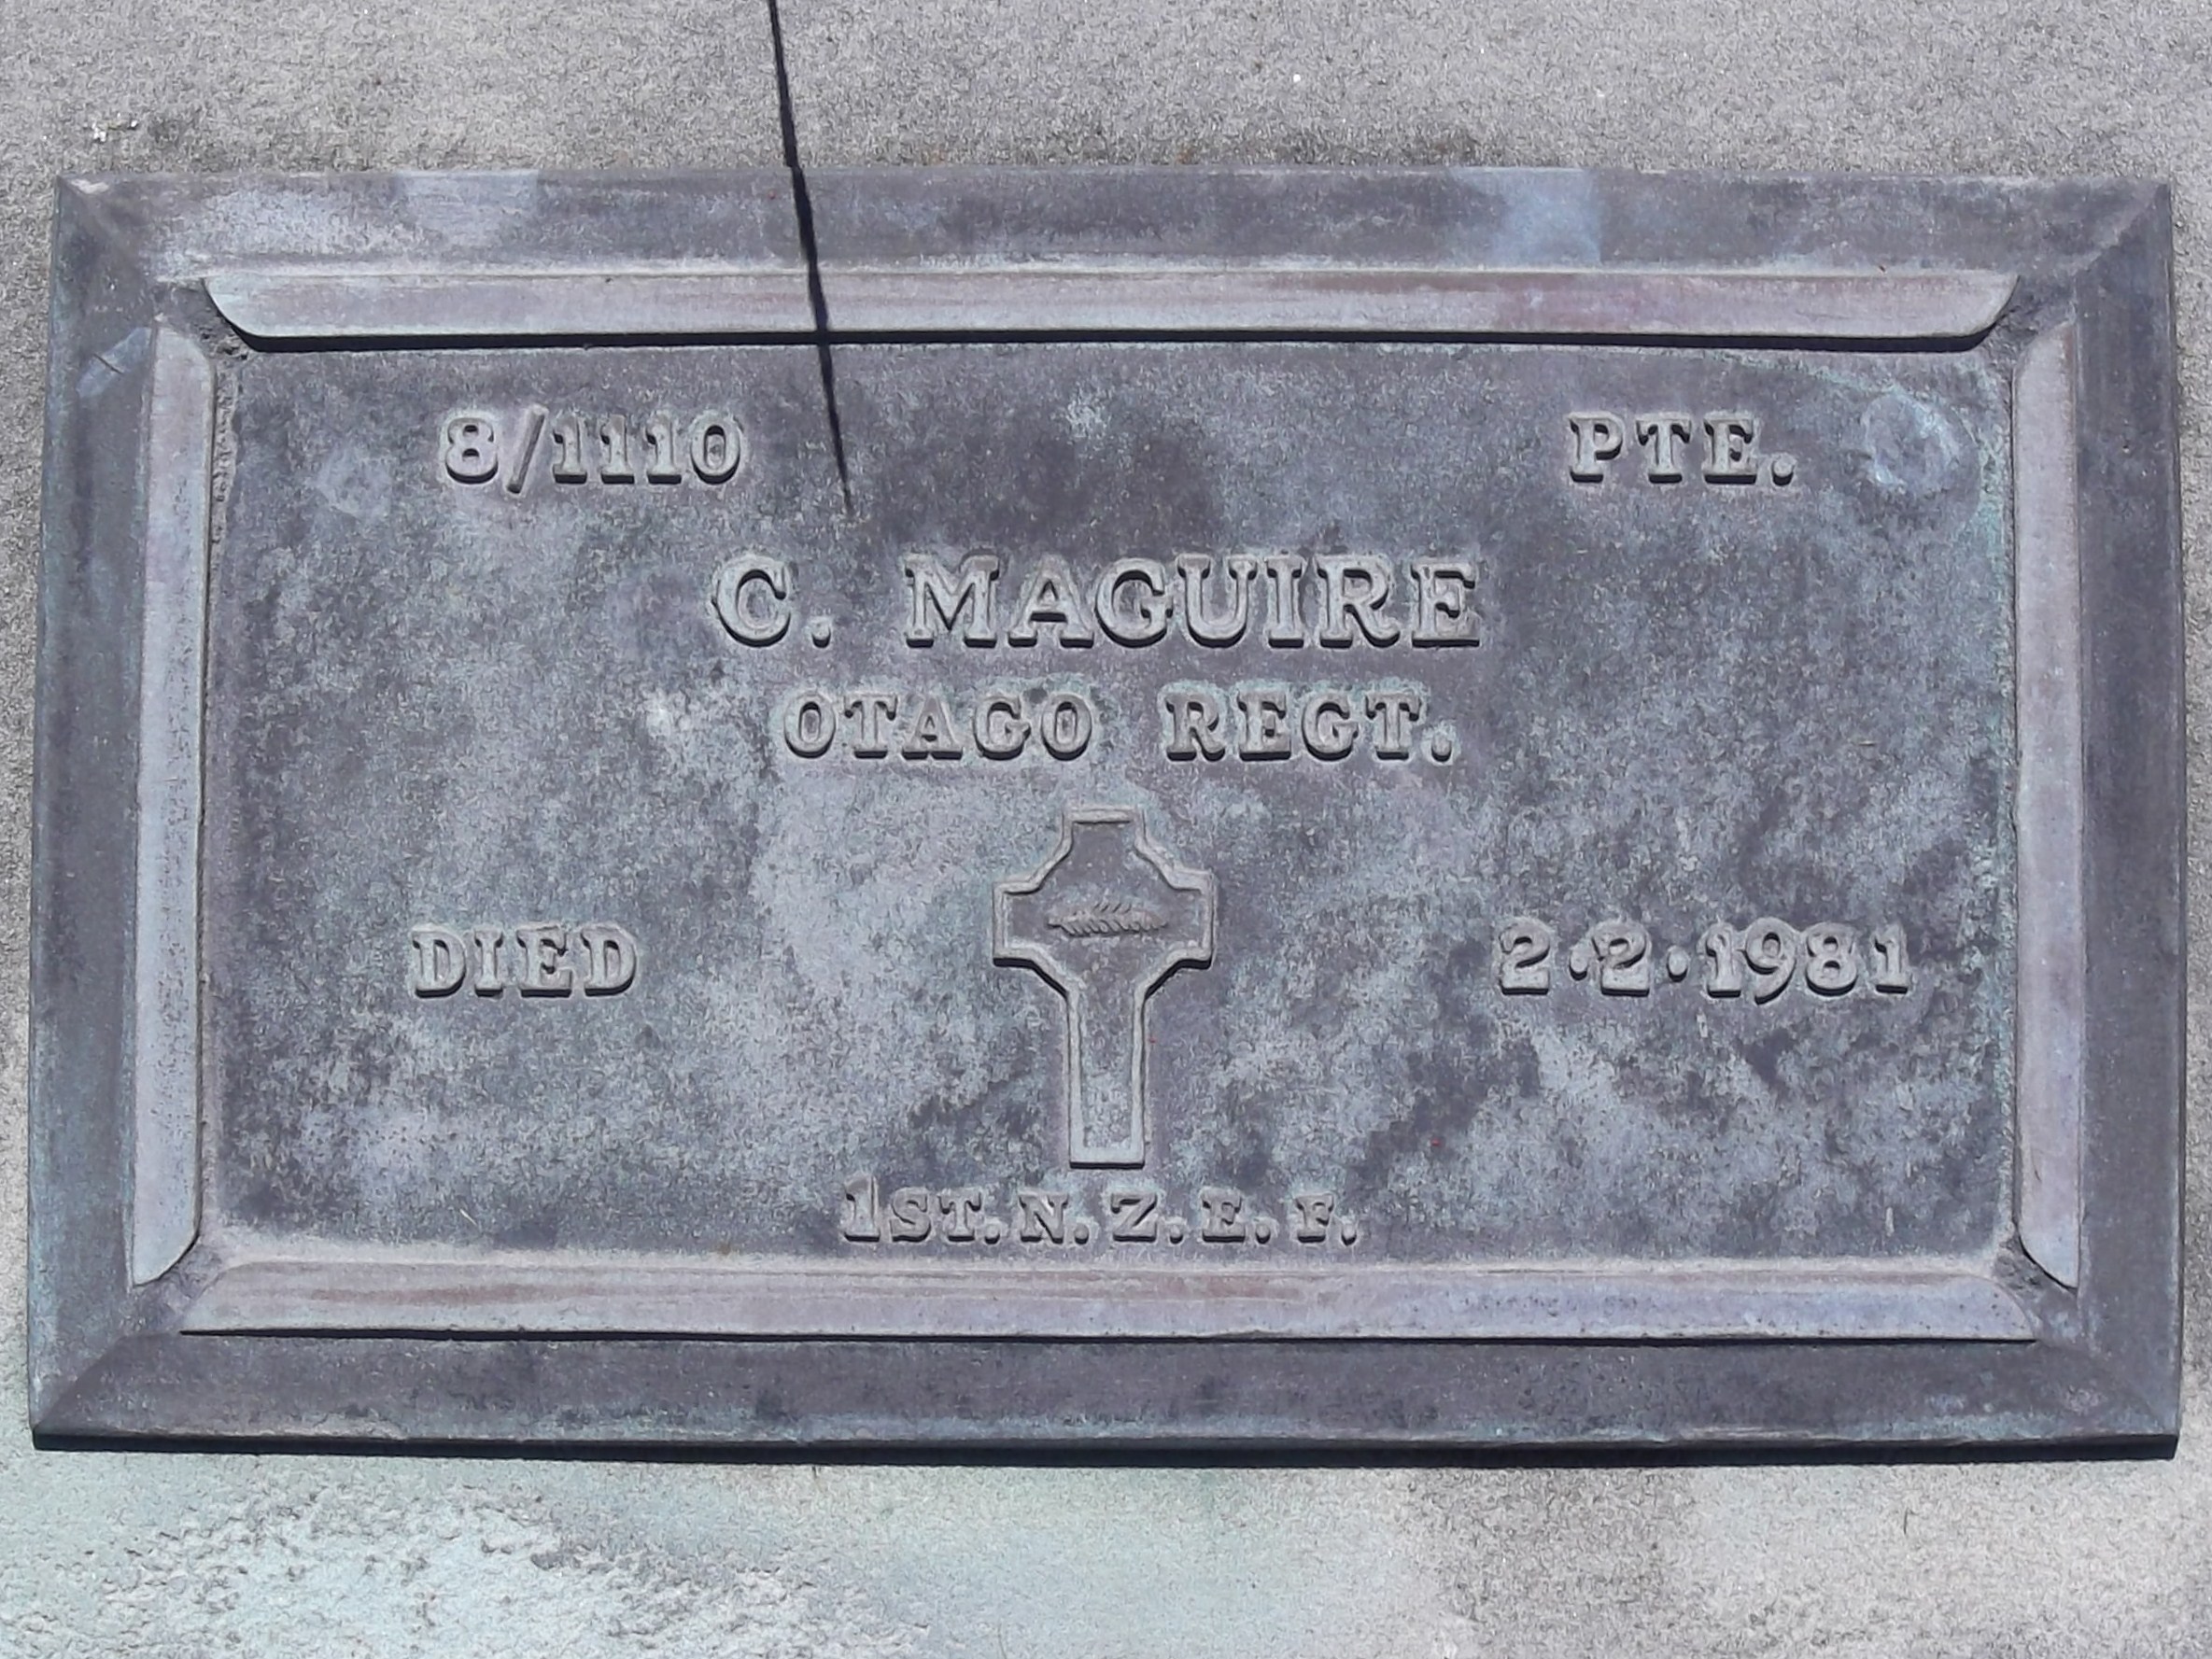 8/1110 PTE.
C. MAGUIRE
OTAGO REGT.
DIED 2·2·1981
1ST. N. Z. E. F.